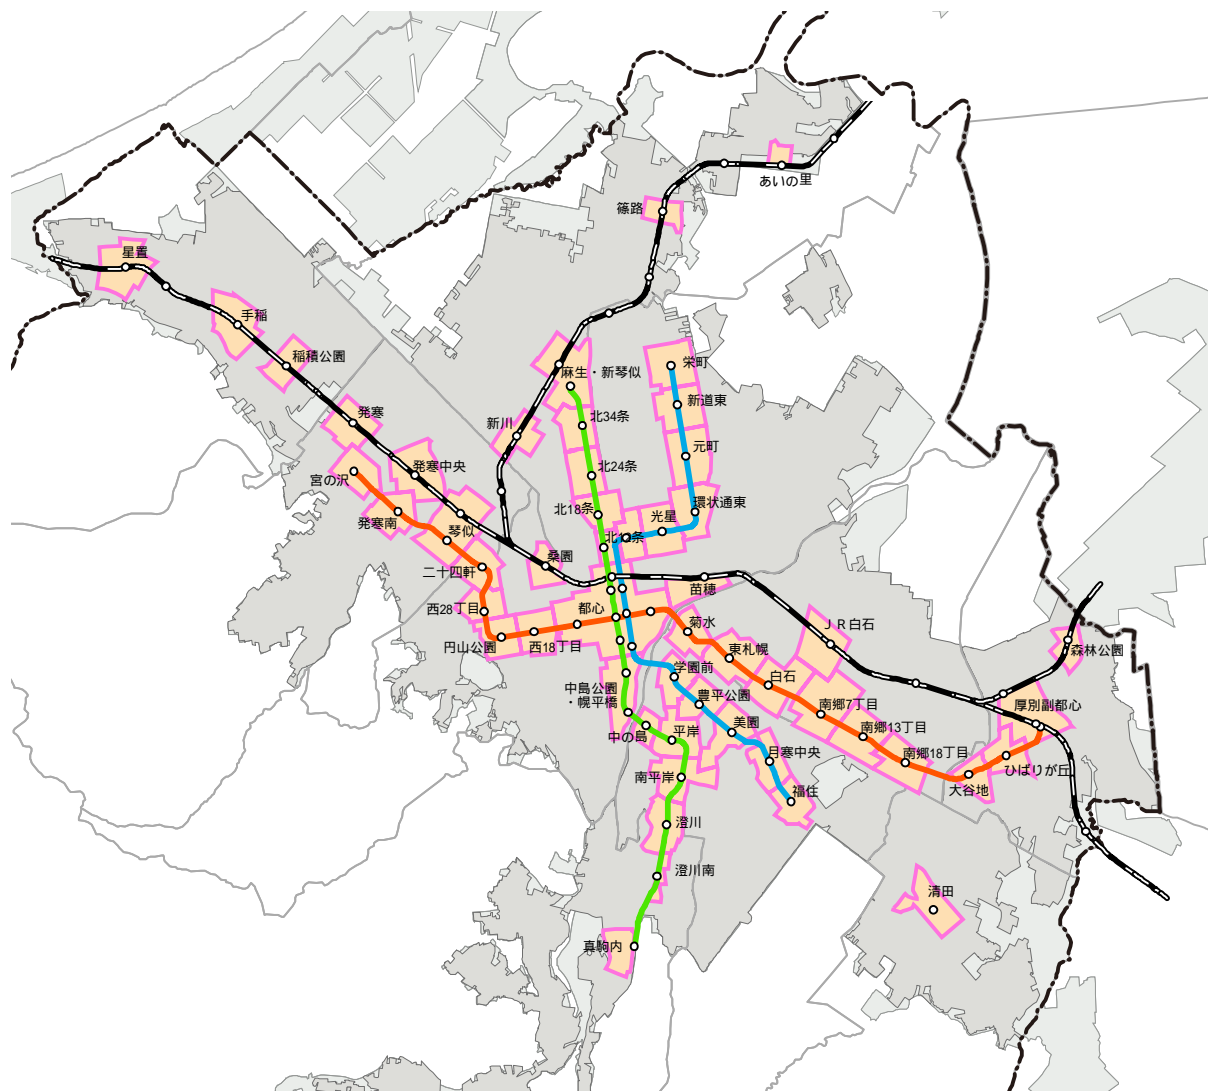 あいの里
篠路
星置
手稲
稲積公園
麻生・新琴似
栄町
新道東
発寒
北34条
新川
元町
発寒中央
北24条
宮の沢
環状通東
北18条
光星
発寒南
琴似
北13条
桑園
二十四軒
苗穂
西28丁目
都心
菊水
JR白石
円山公園
西18丁目
東札幌
森林公園
学園前
白石
中島公園
・幌平橋
豊平公園
南郷7丁目
厚別副都心
美園
南郷13丁目
中の島
平岸
月寒中央
南郷18丁目
ひばりが丘
南平岸
福住
大谷地
澄川
澄川南
清田
真駒内